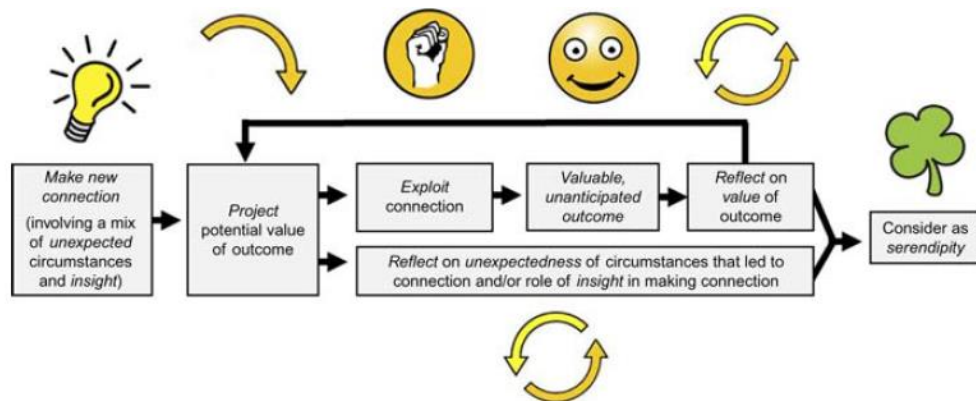 Make new
connection
(involving a mix
of unexpected
circumstances
and insight)
Project
potential value
of outcome
Exploit
connection
Valuable,
unanticipated
outcome
Reflect on
value of
outcome
Reflect on unexpectedness of circumstances that led to
connection and/or role of insight in making connection
Consider as
serendipity